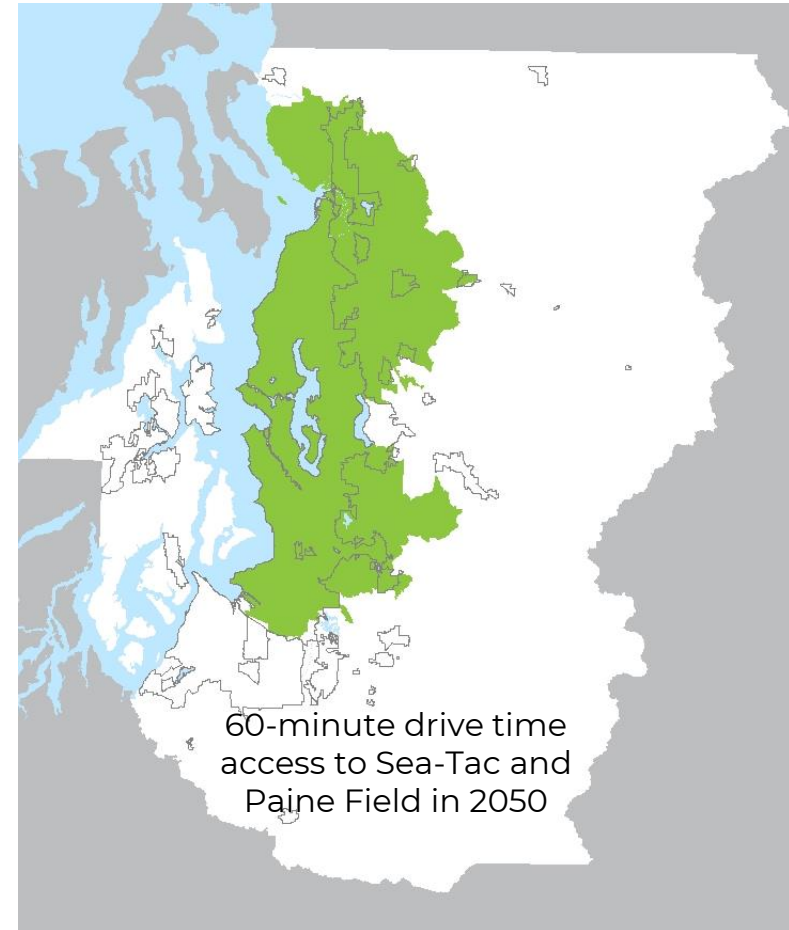 60-minute drive time
access to Sea-Tac and
Paine Field in 2050